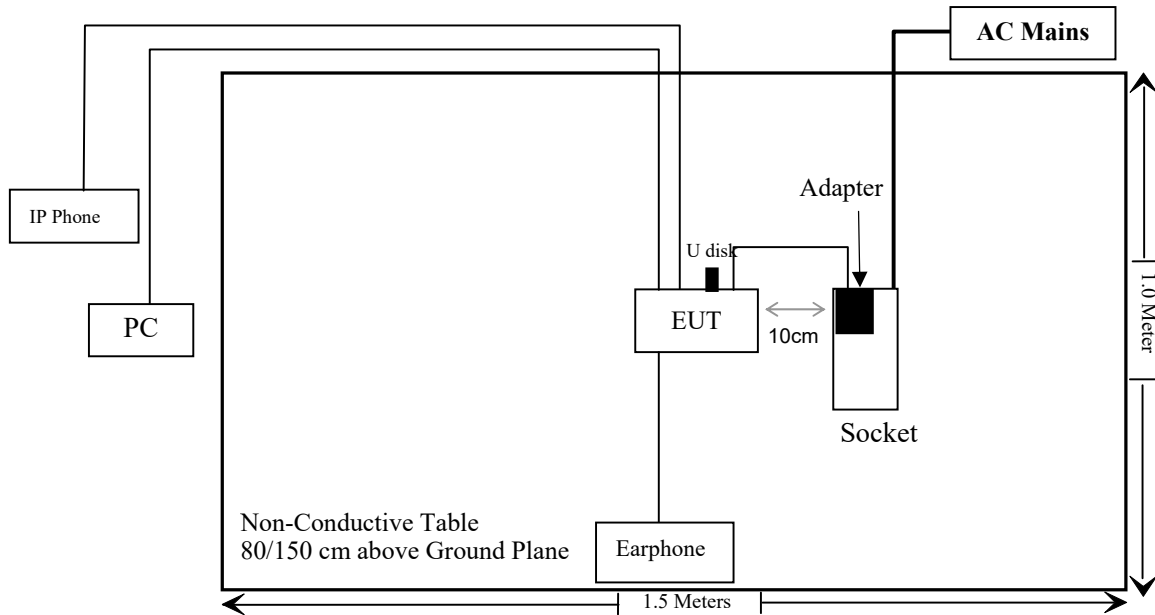 AC Mains
Adapter
IP Phone
U disk
PC
EUT
10cm
1.0 Meter
Socket
Non-Conductive Table
80/150 cm above Ground Plane
Earphone
1.5 Meters